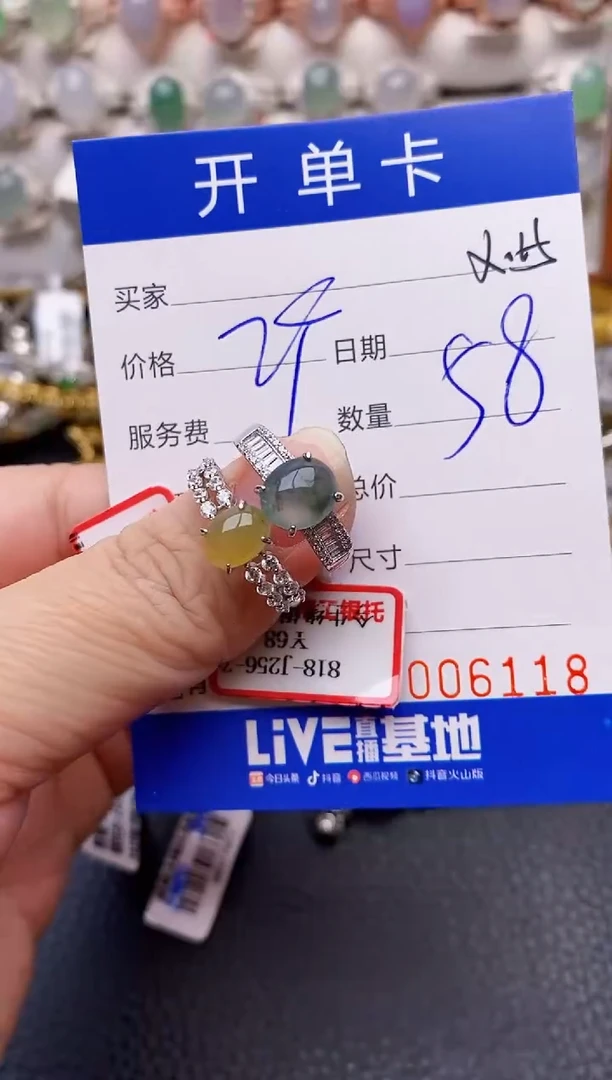 开单卡
买家
价格
日期
58
服务费
数量
总价
尺寸
银托
¥68
818-J256-
006118
LIVE直播基地
今日头条 抖音 西瓜视频 抖音火山版